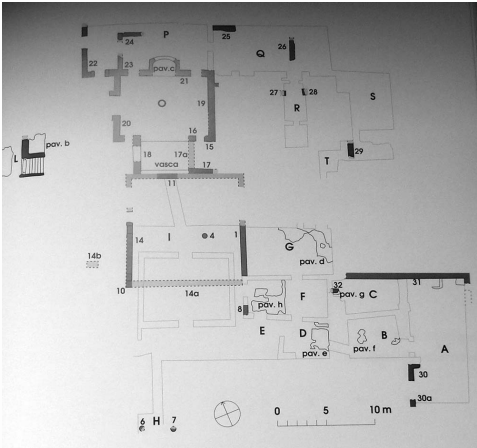 P
25
24
Q
26
pav.c
22
23
21
27
28
S
O
19
R
20
16
15
29
L
pav. b
17a
18
T
vasca
17
11
14
I
4
1
G
14b
pav. d
10
14a
32
31
pav. g
C
pav. h
F
8
E
D
B
A
pav. e
pav. f
30
30a
6
H
7
0
5
10 m